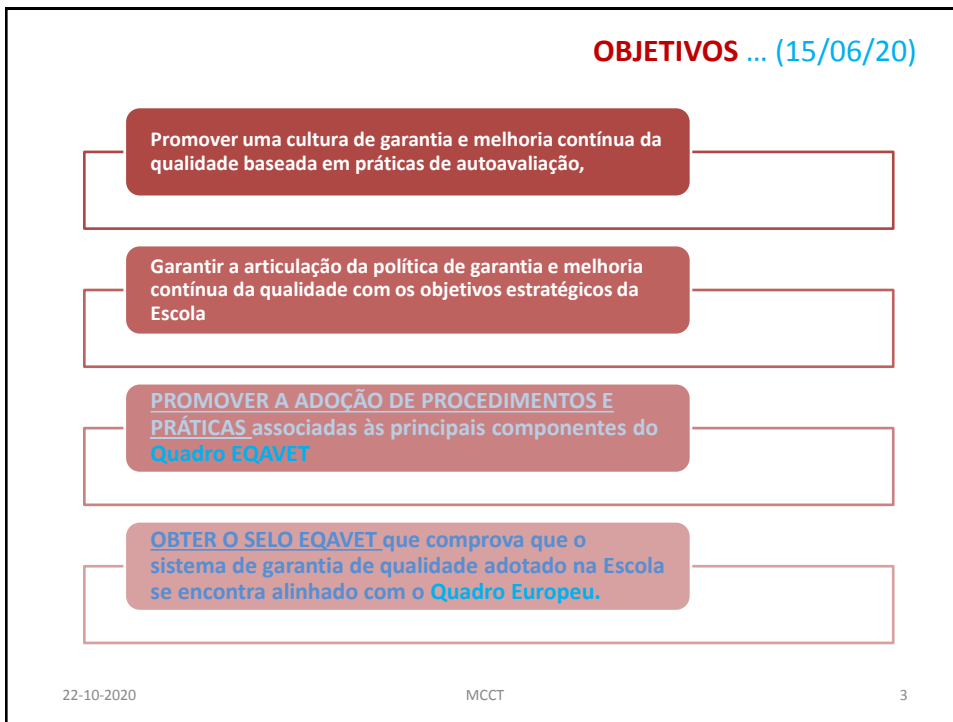 OBJETIVOS ... (15/06/20)
Promover uma cultura de garantia e melhoria contínua da
qualidade baseada em práticas de autoavaliação,
Garantir a articulação da política de garantia e melhoria
contínua da qualidade com os objetivos estratégicos da
Escola
PROMOVER A ADOÇÃO DE PROCEDIMENTOS E
PRÁTICAS associadas às principais componentes do
Quadro EQAVET
OBTER O SELO EQAVET que comprova que o
sistema de garantia de qualidade adotado na Escola
se encontra alinhado com o Quadro Europeu.
22-10-2020 MCCT 3